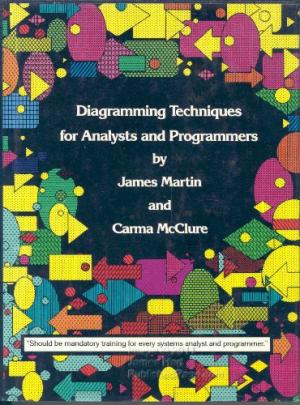 Diagramming Techniques
for Analysts and Programmers
by
James Martin
and
Carma McClure
"Should be mandatory training for every systems analyst and programmer."